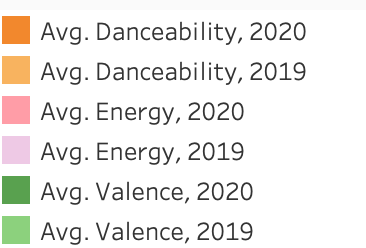 Avg. Danceability, 2020
Avg. Danceability, 2019
Avg. Energy, 2020
Avg. Energy, 2019
Avg. Valence, 2020
Avg. Valence, 2019